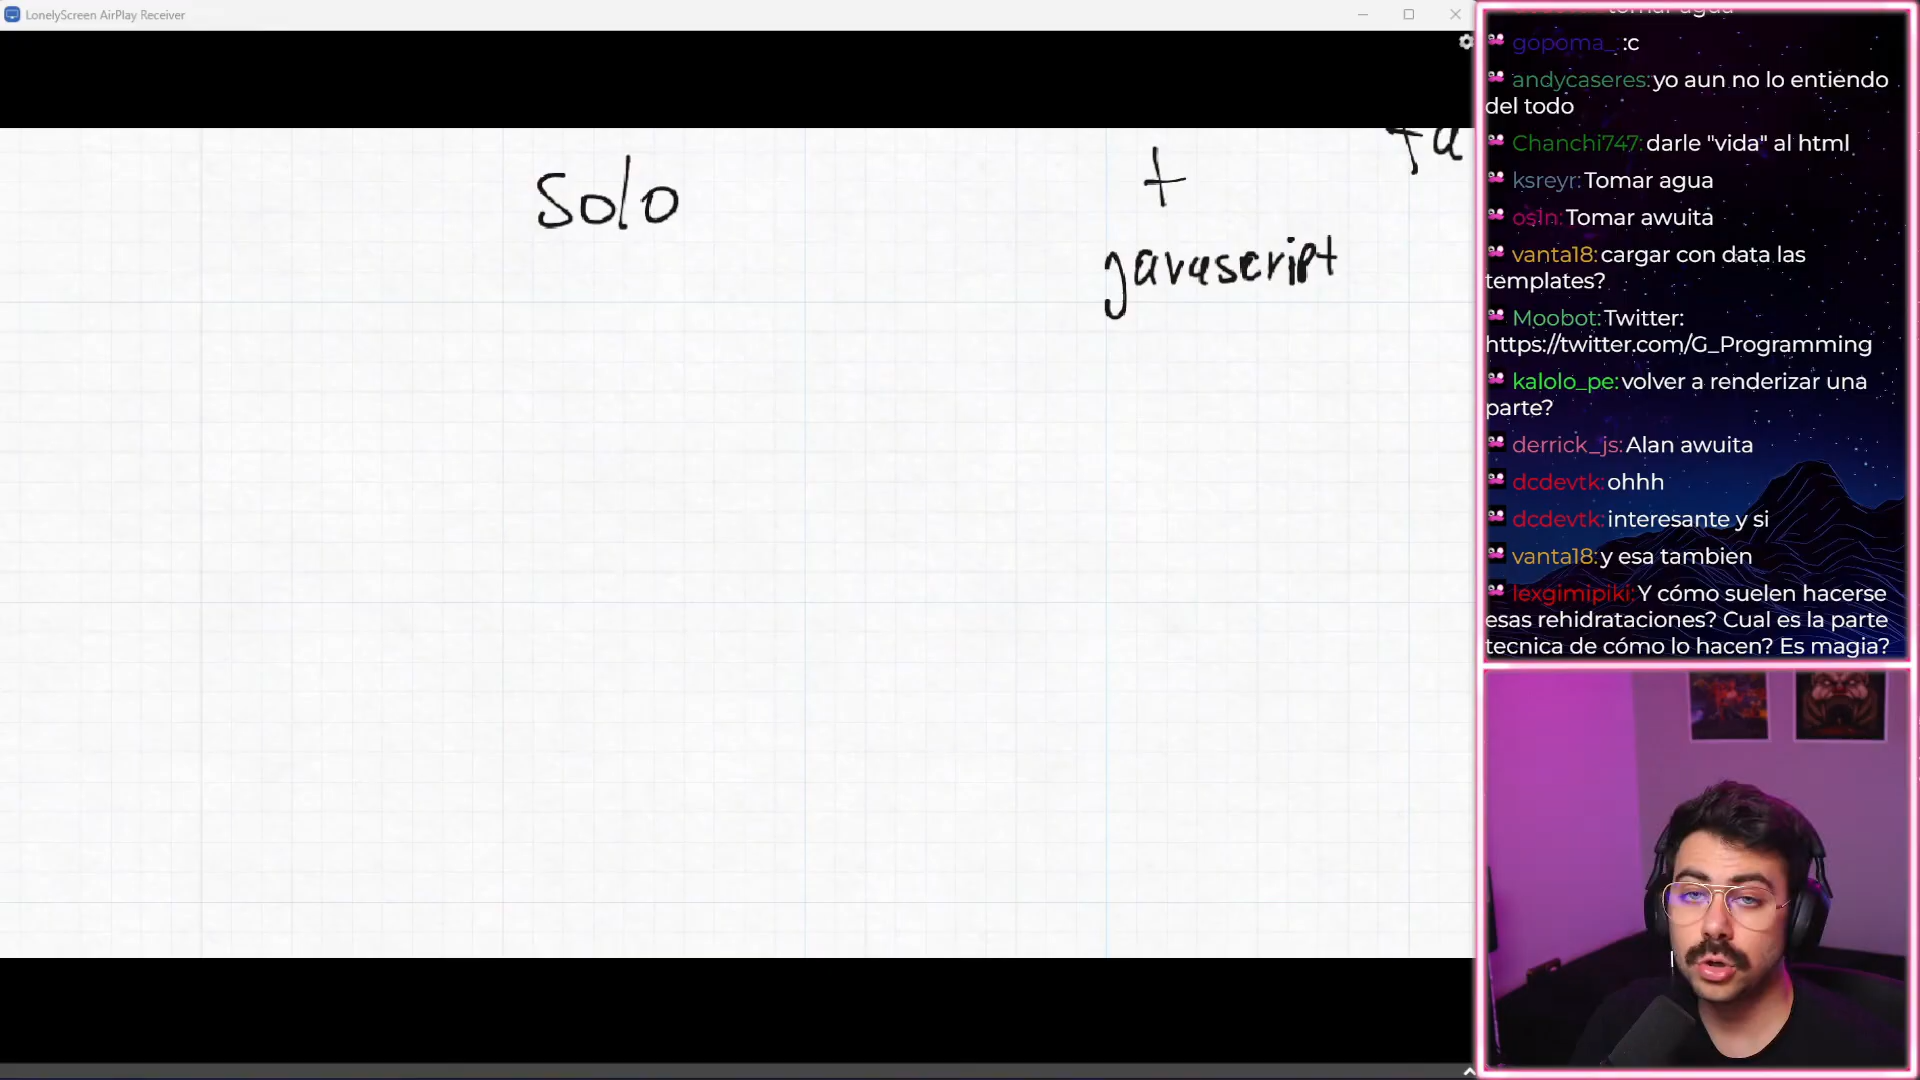 LonelyScreen AirPlay Receiver
solo
+
javascript
gopoma_: :c
andycaseres: yo aun no lo entiendo
del todo
Chanchi747: darle "vida" al html
ksreyr: Tomar agua
osln: Tomar awuita
vanta18: cargar con data las
templates?
Moobot: Twitter:
https://twitter.com/G_Programming
kalolo_pe: volver a renderizar una
parte?
derrick_js: Alan awuita
dcdevtk: ohhh
dcdevtk: interesante y si
vanta18: y esa tambien
lexgimipiki: Y cómo suelen hacerse
esas rehidrataciones? Cual es la parte
tecnica de cómo lo hacen? Es magia?